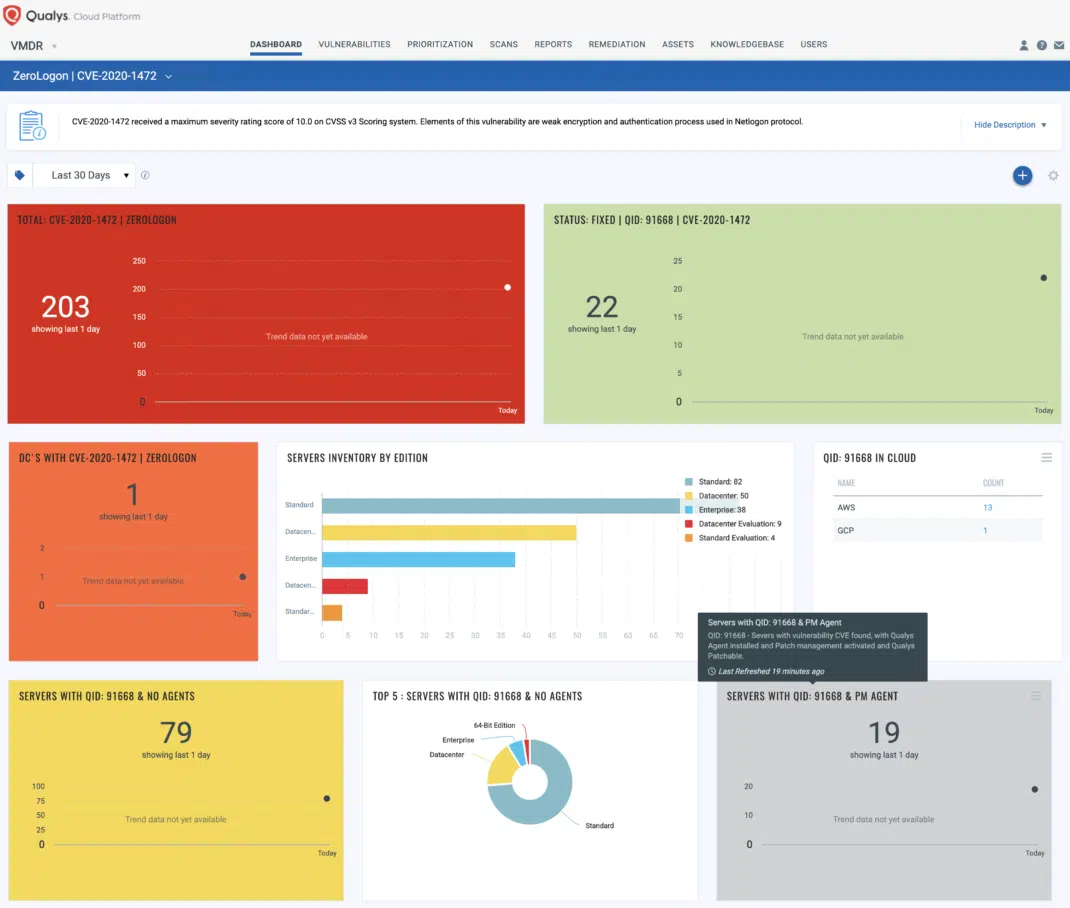 Qualys. Cloud Platform
VMDR
DASHBOARD VULNERABILITIES PRIORITIZATION SCANS REPORTS REMEDIATION ASSETS KNOWLEDGEBASE USERS
ZeroLogon | CVE-2020-1472
CVE-2020-1472 received a maximum severity rating score of 10.0 on CVSS v3 Scoring system. Elements of this vulnerability are weak encryption and authentication process used in Netlogon protocol.
Hide Description
Last 30 Days
TOTAL: CVE-2020-1472 | ZEROLOGON
203
showing last 1 day
250
200
150
100
50
0
Trend data not yet available
Today
STATUS: FIXED | QID: 91668 | CVE-2020-1472
22
showing last 1 day
25
20
15
10
5
0
Trend data not yet available
Today
DC'S WITH CVE-2020-1472 | ZEROLOGON
1
showing last 1 day
2
1
0
Trend data not yet available
Today
SERVERS INVENTORY BY EDITION
Standard
Datacen...
Enterprise
Datacen...
Standar...
0 5 10 15 20 25 30 35 40 45 50 55 60 65 70
Standard: 82
Datacenter: 50
Enterprise: 38
Datacenter Evaluation: 9
Standard Evaluation: 4
QID: 91668 IN CLOUD
NAME COUNT
AWS 13
GCP 1
Servers with QID: 91668 & PM Agent
QID: 91668 - Severs with vulnerability CVE found, with Qualys
Agent installed and Patch management activated and Qualys
Patchable.
Last Refreshed 19 minutes ago
SERVERS WITH QID: 91668 & NO AGENTS
79
showing last 1 day
100
75
50
25
0
Trend data not yet available
Today
TOP 5 : SERVERS WITH QID: 91668 & NO AGENTS
64-Bit Edition
Enterprise
Datacenter
Standard
SERVERS WITH QID: 91668 & PM AGENT
19
showing last 1 day
20
10
0
Trend data not yet available
Today